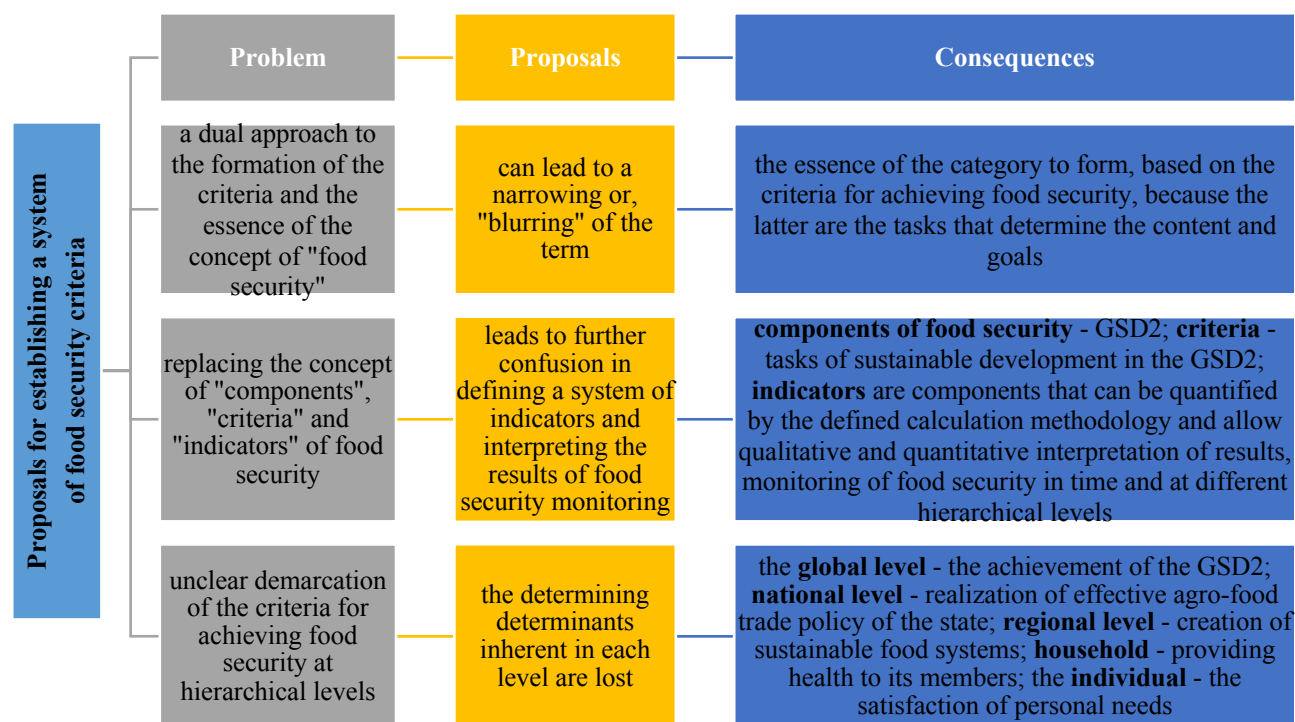 Proposals for establishing a system
of food security criteria
Problem
Proposals
Consequences
a dual approach to
the formation of the
criteria and the
essence of the
concept of "food
security"
can lead to a
narrowing or,
"blurring" of the
term
the essence of the category to form, based on the
criteria for achieving food security, because the
latter are the tasks that determine the content and
goals
replacing the concept
of "components",
"criteria" and
"indicators" of food
security
leads to further
confusion in
defining a system of
indicators and
interpreting the
results of food
security monitoring
components of food security - GSD2; criteria -
tasks of sustainable development in the GSD2;
indicators are components that can be quantified
by the defined calculation methodology and allow
qualitative and quantitative interpretation of results,
monitoring of food security in time and at different
hierarchical levels
unclear demarcation
of the criteria for
achieving food
security at
hierarchical levels
the determining
determinants
inherent in each
level are lost
the global level - the achievement of the GSD2;
national level - realization of effective agro-food
trade policy of the state; regional level - creation of
sustainable food systems; household - providing
health to its members; the individual - the
satisfaction of personal needs